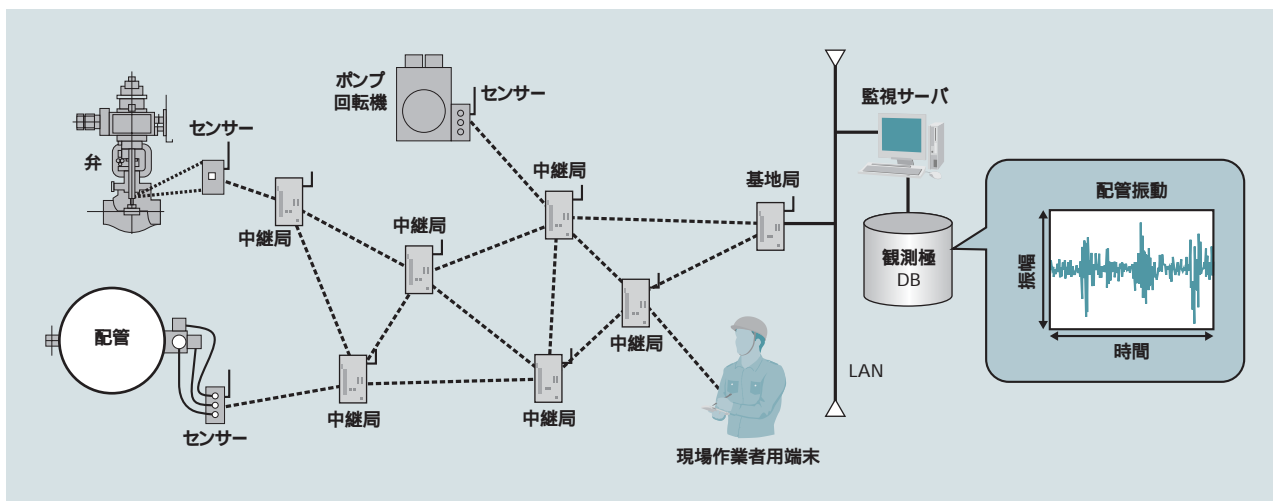 ポンプ
回転機
センサー
監視サーバ
センサー
弁
中継局
基地局
配管振動
中継局
中継局
観測極
DB
振幅
配管
中継局
時間
LAN
中継局
中継局
センサー
現場作業者用端末